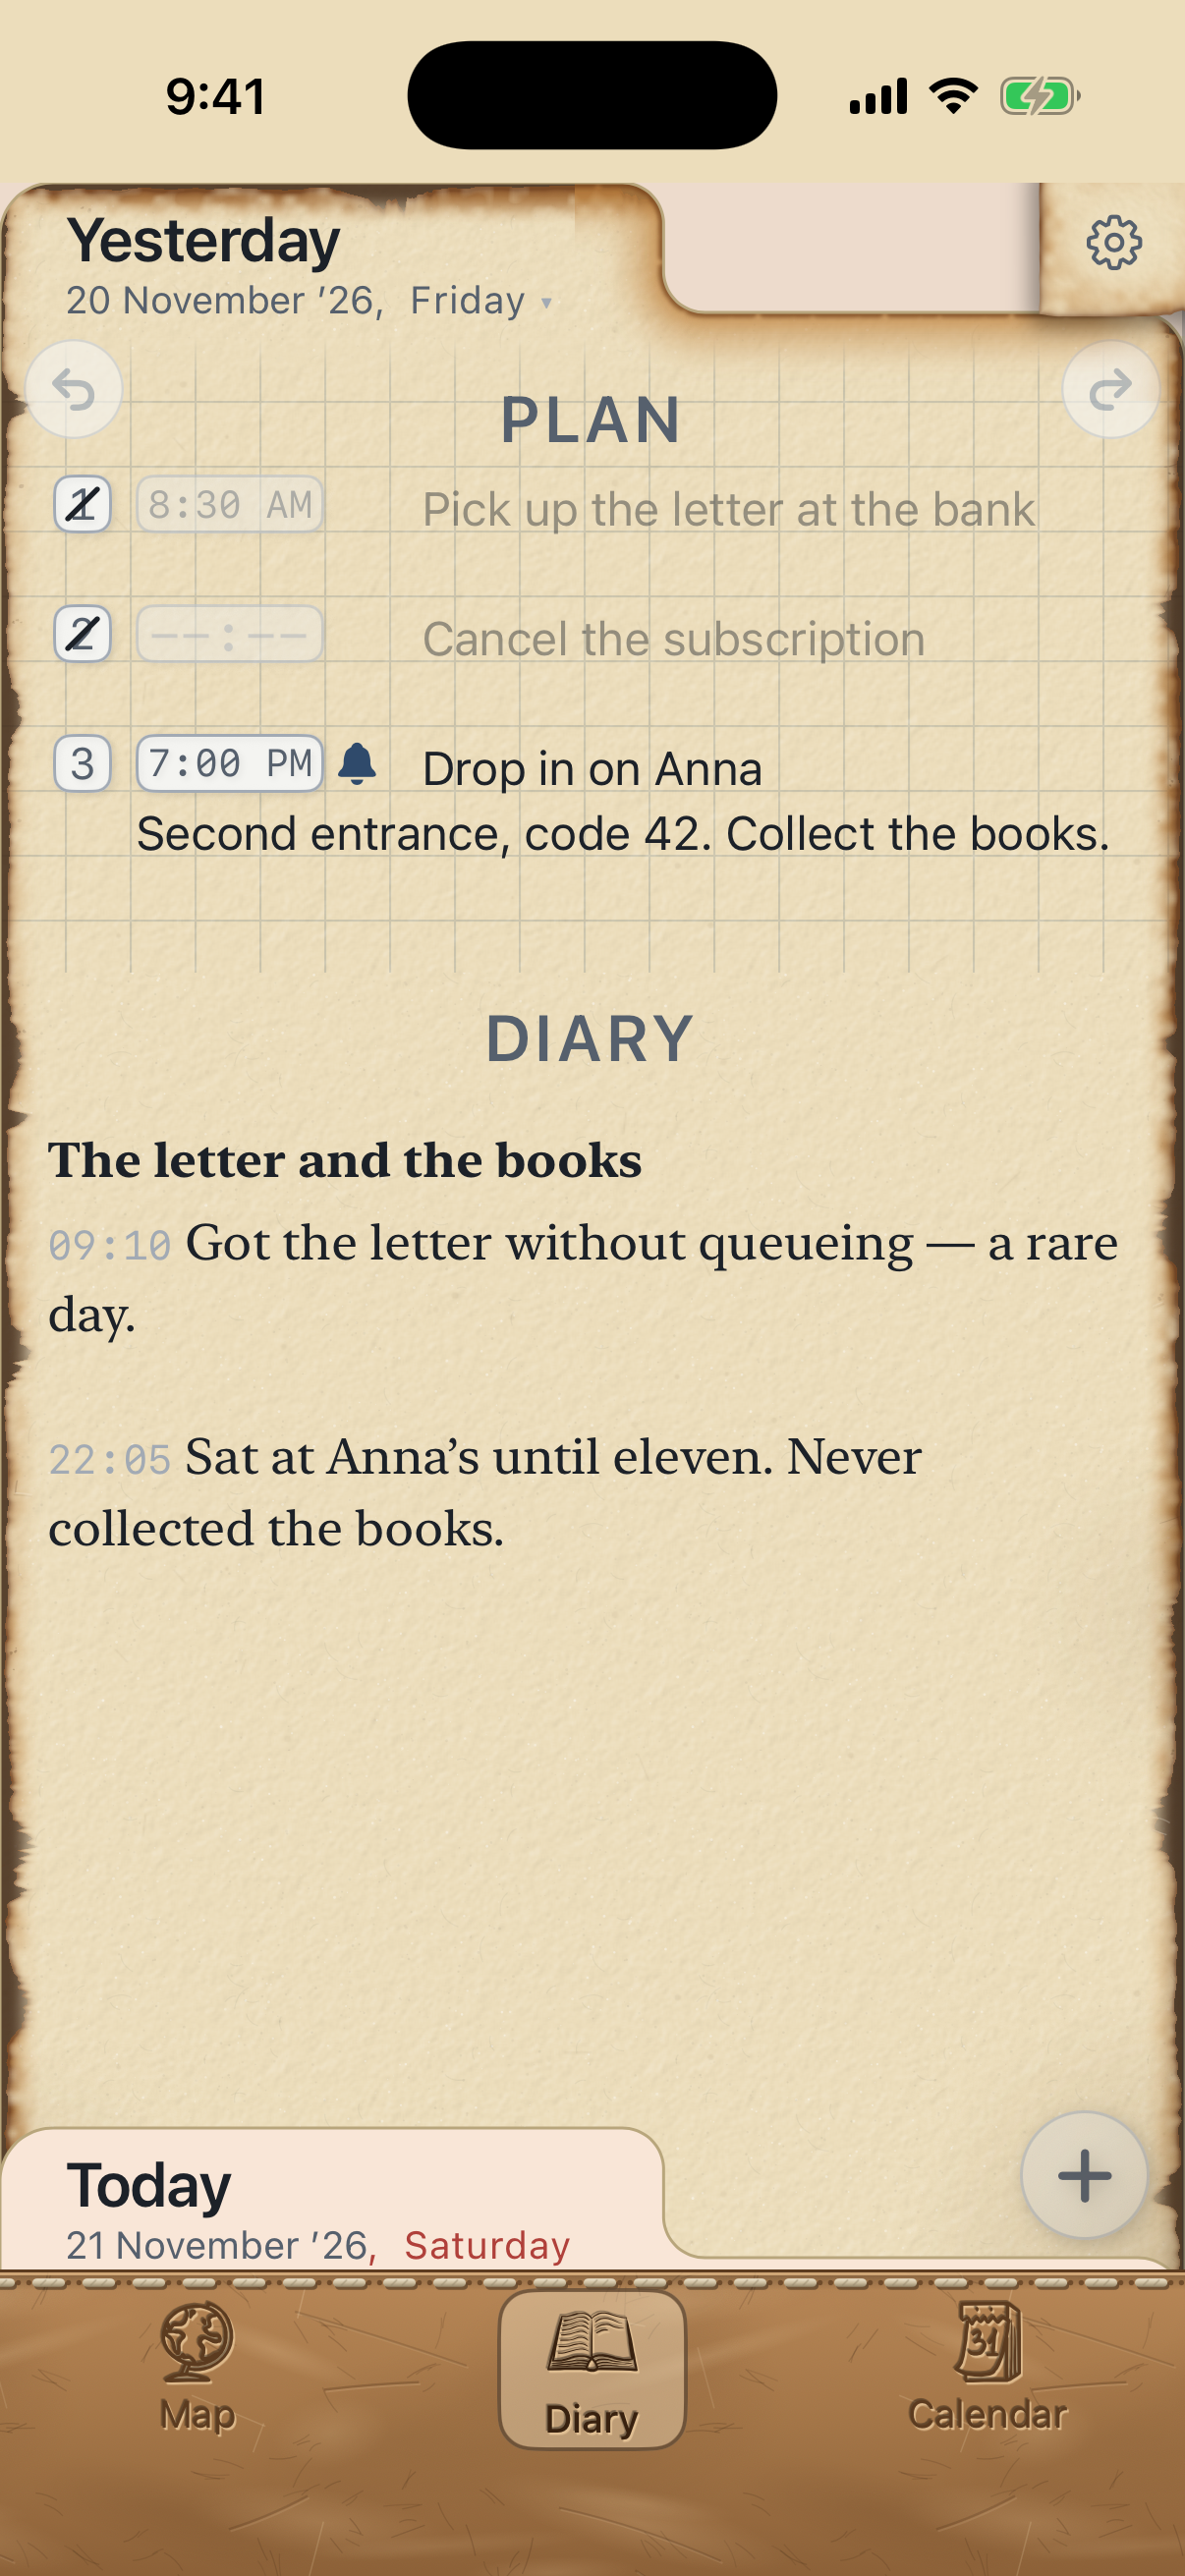 9:41
Yesterday
20 November ’26, Friday ▾
PLAN
1 8:30 AM Pick up the letter at the bank
2 --:-- Cancel the subscription
3 7:00 PM Drop in on Anna
Second entrance, code 42. Collect the books.
DIARY
The letter and the books
09:10 Got the letter without queueing — a rare
day.
22:05 Sat at Anna’s until eleven. Never
collected the books.
Today
21 November ’26, Saturday
31
Map
Diary
Calendar